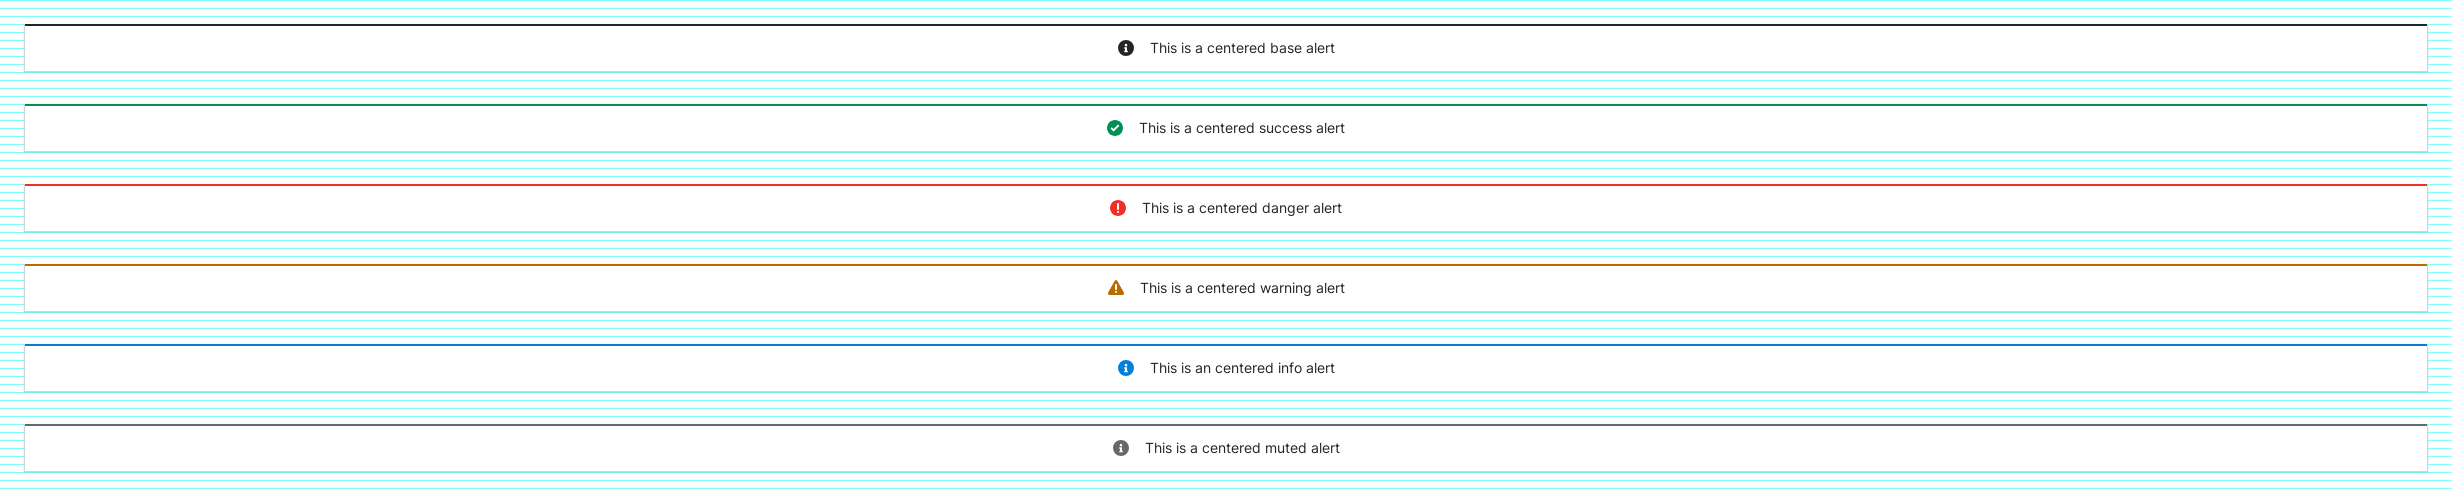 This is a centered base alert
This is a centered success alert
This is a centered danger alert
This is a centered warning alert
This is an centered info alert
This is a centered muted alert